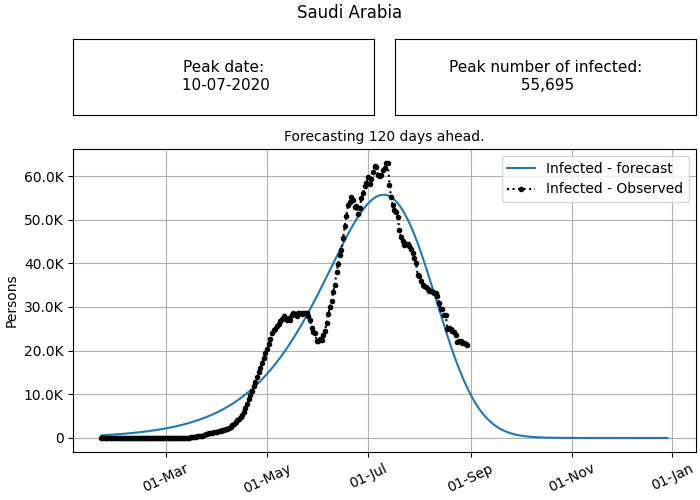 Saudi Arabia
Peak date:
10-07-2020
Peak number of infected:
55,695
Forecasting 120 days ahead.
Infected - forecast
Infected - Observed
Persons
60.0K
50.0K
40.0K
30.0K
20.0K
10.0K
0
01-Mar
01-May
01-Jul
01-Sep
01-Nov
01-Jan